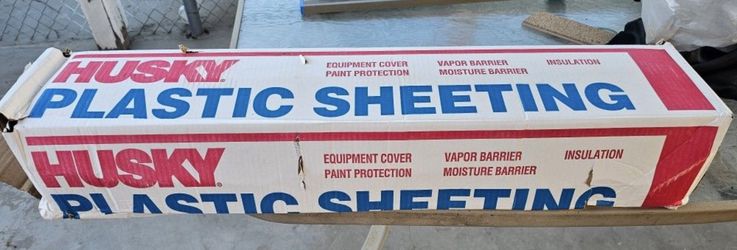 HUSKY
EQUIPMENT COVER VAPOR BARRIER INSULATION
PAINT PROTECTION MOISTURE BARRIER
PLASTIC SHEETING
HUSKY®
EQUIPMENT COVER VAPOR BARRIER INSULATION
PAINT PROTECTION MOISTURE BARRIER
PLASTIC SHEETING